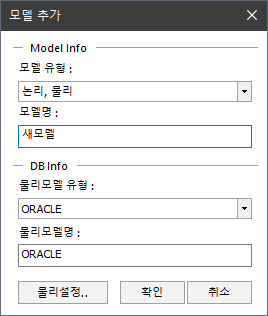 모델 추가
Model Info
모델 유형 :
논리, 물리
모델명 :
새모델
DB Info
물리모델 유형 :
ORACLE
물리모델명 :
ORACLE
물리설정.. 확인 취소